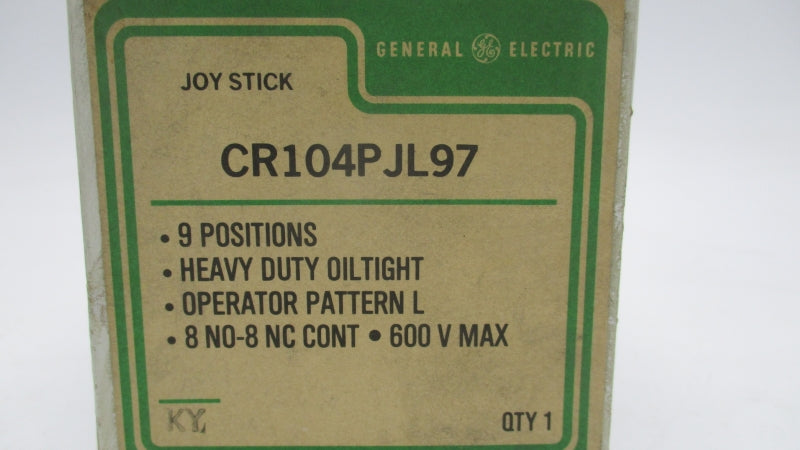 GENERAL GE ELECTRIC
JOY STICK
CR104PJL97
• 9 POSITIONS
• HEAVY DUTY OILTIGHT
• OPERATOR PATTERN L
• 8 NO-8 NC CONT • 600 V MAX
KY
QTY 1